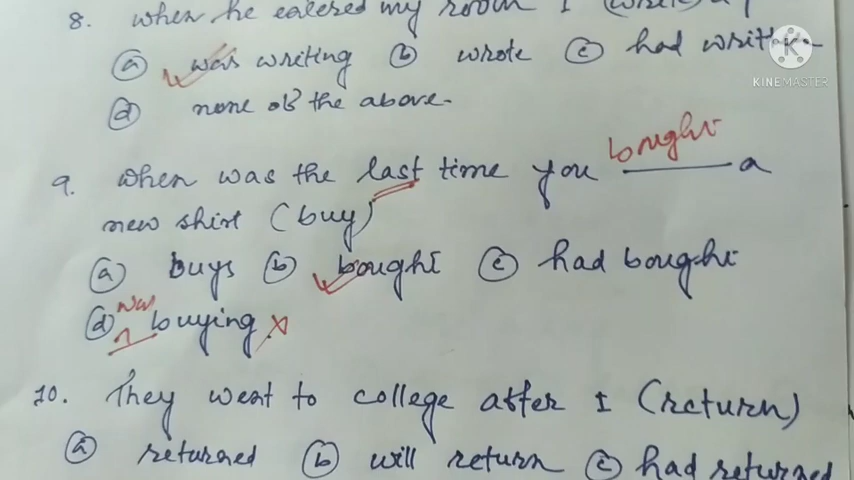 8. when he entered my room I
(a) was writing (b) wrote (c) had written
KINEMASTER
(d) none of the above.
bought
9. when was the last time you ——— a
new shirt (buy)
(a) buys (b) bought (c) had bought
(d) buying
10. They went to college after I (return)
(a) returned (b) will return (c) had returned